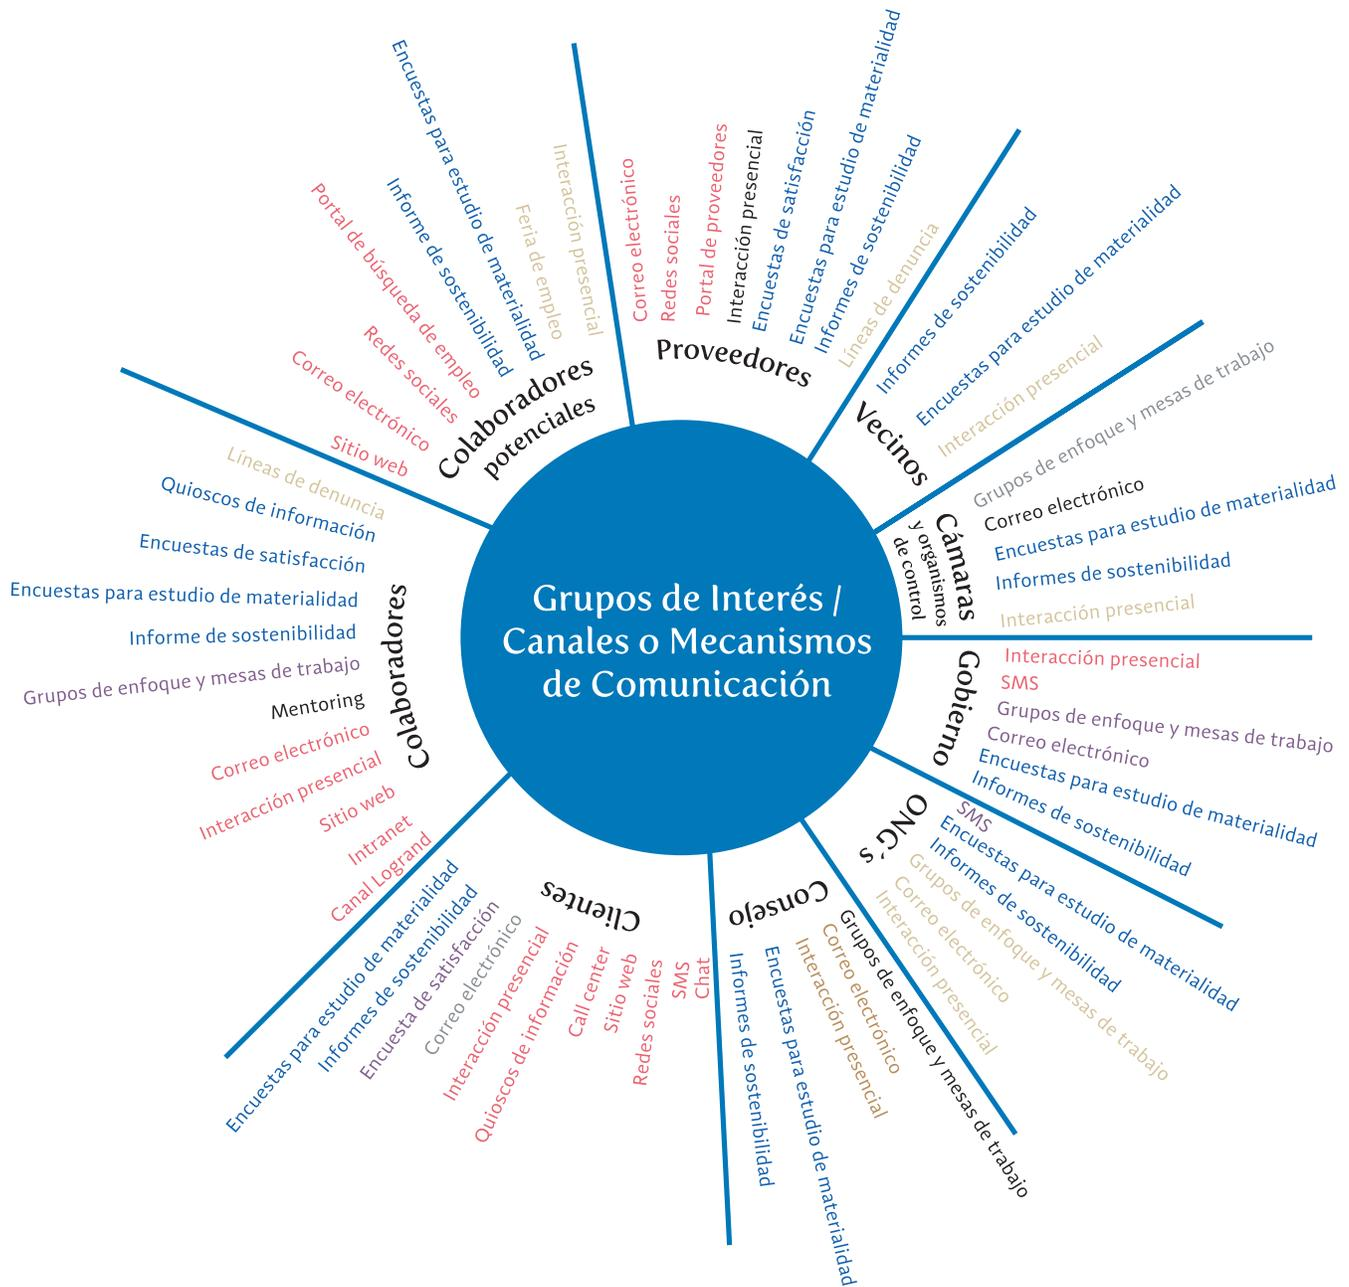 Grupos de Interés /
Canales o Mecanismos
de Comunicación
Proveedores
Correo electrónico
Redes sociales
Portal de proveedores
Interacción presencial
Encuestas de satisfacción
Encuestas para estudio de materialidad
Informes de sostenibilidad
Líneas de denuncia
Vecinos
Informes de sostenibilidad
Encuestas para estudio de materialidad
Interacción presencial
Cámaras
y organismos
de control
Grupos de enfoque y mesas de trabajo
Correo electrónico
Encuestas para estudio de materialidad
Informes de sostenibilidad
Interacción presencial
Gobierno
Interacción presencial
SMS
Grupos de enfoque y mesas de trabajo
Correo electrónico
Encuestas para estudio de materialidad
Informes de sostenibilidad
ONG´s
SMS
Encuestas para estudio de materialidad
Informes de sostenibilidad
Grupos de enfoque y mesas de trabajo
Correo electrónico
Interacción presencial
Consejo
Grupos de enfoque y mesas de trabajo
Correo electrónico
Interacción presencial
Encuestas para estudio de materialidad
Informes de sostenibilidad
Clientes
Chat
SMS
Redes sociales
Sitio web
Call center
Quioscos de información
Interacción presencial
Correo electrónico
Encuesta de satisfacción
Informes de sostenibilidad
Encuestas para estudio de materialidad
Colaboradores
Canal Logrand
Intranet
Sitio web
Interacción presencial
Correo electrónico
Mentoring
Grupos de enfoque y mesas de trabajo
Informe de sostenibilidad
Encuestas para estudio de materialidad
Encuestas de satisfacción
Quioscos de información
Líneas de denuncia
Colaboradores
potenciales
Sitio web
Correo electrónico
Redes sociales
Portal de búsqueda de empleo
Informe de sostenibilidad
Encuestas para estudio de materialidad
Feria de empleo
Interacción presencial